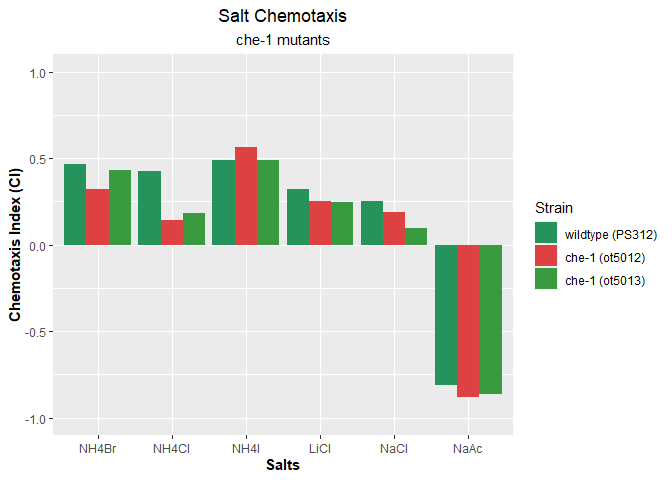 Salt Chemotaxis
che-1 mutants
Chemotaxis Index (CI)
1.0
0.5
0.0
-0.5
-1.0
NH4Br NH4Cl NH4I LiCl NaCl NaAc
Salts
Strain
wildtype (PS312)
che-1 (ot5012)
che-1 (ot5013)